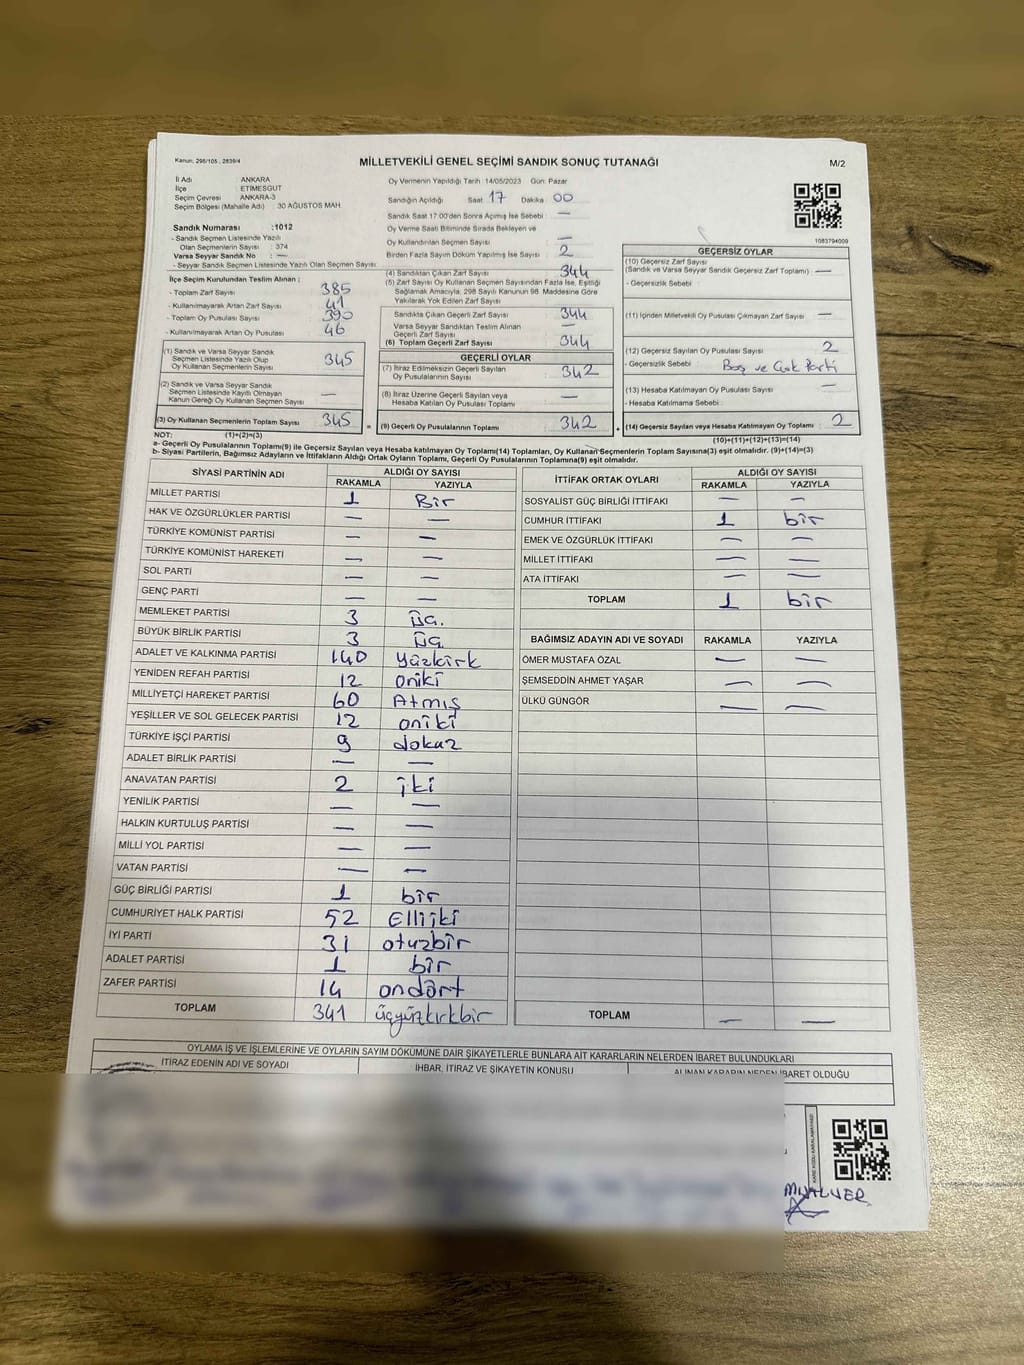 Kanun: 298/105 , 2839/4
MİLLETVEKİLİ GENEL SEÇİMİ SANDIK SONUÇ TUTANAĞI
M/2
İl Adı ANKARA
İlçe ETİMESGUT
Seçim Çevresi ANKARA-3
Seçim Bölgesi (Mahalle Adı) 30 AĞUSTOS MAH.
Sandık Numarası :1012
- Sandık Seçmen Listesinde Yazılı
Olan Seçmenlerin Sayısı : 374
Varsa Seyyar Sandık No : —
- Seyyar Sandık Seçmen Listesinde Yazılı Olan Seçmen Sayısı:
İlçe Seçim Kurulundan Teslim Alınan :
- Toplam Zarf Sayısı 385
- Kullanılmayarak Artan Zarf Sayısı 41
- Toplam Oy Pusulası Sayısı 390
- Kullanılmayarak Artan Oy Pusulası 46
(1) Sandık ve Varsa Seyyar Sandık
Seçmen Listesinde Yazılı Olup
Oy Kullanan Seçmenlerin Sayısı 345
(2) Sandık ve Varsa Seyyar Sandık
Seçmen Listesinde Kayıtlı Olmayan
Kanun Gereği Oy Kullanan Seçmen Sayısı —
(3) Oy Kullanan Seçmenlerin Toplam Sayısı 345
Oy Vermenin Yapıldığı Tarih 14/05/2023 Gün: Pazar
Sandığın Açıldığı Saat 17 Dakika 00
Sandık Saat 17:00'den Sonra Açılmış İse Sebebi : —
Oy Verme Saati Bitiminde Sırada Bekleyen ve
Oy Kullandırılan Seçmen Sayısı : —
Birden Fazla Sayım Döküm Yapılmış İse Sayısı 2
(4) Sandıktan Çıkan Zarf Sayısı 344
(5) Zarf Sayısı Oy Kullanan Seçmen Sayısından Fazla İse, Eşitliği
Sağlamak Amacıyla, 298 Sayılı Kanunun 98. Maddesine Göre
Yakılarak Yok Edilen Zarf Sayısı
Sandıkta Çıkan Geçerli Zarf Sayısı : 344
Varsa Seyyar Sandıktan Teslim Alınan
Geçerli Zarf Sayısı —
(6) Toplam Geçerli Zarf Sayısı 344
GEÇERLİ OYLAR
(7) İtiraz Edilmeksizin Geçerli Sayılan
Oy Pusulalarının Sayısı 342
(8) İtiraz Üzerine Geçerli Sayılan veya
Hesaba Katılan Oy Pusulası Toplamı —
= (9) Geçerli Oy Pusulalarının Toplamı 342
1083794009
GEÇERSİZ OYLAR
(10) Geçersiz Zarf Sayısı
(Sandık ve Varsa Seyyar Sandık Geçersiz Zarf Toplamı) : —
- Geçersizlik Sebebi :
(11) İçinden Milletvekili Oy Pusulası Çıkmayan Zarf Sayısı : —
(12) Geçersiz Sayılan Oy Pusulası Sayısı 2
- Geçersizlik Sebebi : Boş ve Çok Parti
(13) Hesaba Katılmayan Oy Pusulası Sayısı —
- Hesaba Katılmama Sebebi :
+ (14) Geçersiz Sayılan veya Hesaba Katılmayan Oy Toplamı : 2
NOT: (1)+(2)=(3) (10)+(11)+(12)+(13)=(14)
a- Geçerli Oy Pusulalarının Toplamı(9) ile Geçersiz Sayılan veya Hesaba katılmayan Oy Toplamı(14) Toplamları, Oy Kullanan Seçmenlerin Toplam Sayısına(3) eşit olmalıdır. (9)+(14)=(3)
b- Siyasi Partilerin, Bağımsız Adayların ve İttifakların Aldığı Ortak Oyların Toplamı, Geçerli Oy Pusulalarının Toplamına(9) eşit olmalıdır.
SİYASİ PARTİNİN ADI ALDIĞI OY SAYISI
RAKAMLA YAZIYLA
MİLLET PARTİSİ 1 Bir
HAK VE ÖZGÜRLÜKLER PARTİSİ — —
TÜRKİYE KOMÜNİST PARTİSİ — —
TÜRKİYE KOMÜNİST HAREKETİ — —
SOL PARTİ — —
GENÇ PARTİ — —
MEMLEKET PARTİSİ 3 Üç.
BÜYÜK BİRLİK PARTİSİ 3 Üç
ADALET VE KALKINMA PARTİSİ 140 yüzkırk
YENİDEN REFAH PARTİSİ 12 oniki
MİLLİYETÇİ HAREKET PARTİSİ 60 Atmış
YEŞİLLER VE SOL GELECEK PARTİSİ 12 oniki
TÜRKİYE İŞÇİ PARTİSİ 9 dokuz
ADALET BİRLİK PARTİSİ — —
ANAVATAN PARTİSİ 2 iki
YENİLİK PARTİSİ — —
HALKIN KURTULUŞ PARTİSİ — —
MİLLİ YOL PARTİSİ — —
VATAN PARTİSİ — —
GÜÇ BİRLİĞİ PARTİSİ 1 bir
CUMHURİYET HALK PARTİSİ 52 Elliiki
İYİ PARTİ 31 otuzbir
ADALET PARTİSİ 1 bir
ZAFER PARTİSİ 14 ondört
TOPLAM 341 üçyüzkırkbir
İTTİFAK ORTAK OYLARI ALDIĞI OY SAYISI
RAKAMLA YAZIYLA
SOSYALİST GÜÇ BİRLİĞİ İTTİFAKI — —
CUMHUR İTTİFAKI 1 bir
EMEK VE ÖZGÜRLÜK İTTİFAKI — —
MİLLET İTTİFAKI — —
ATA İTTİFAKI — —
TOPLAM 1 bir
BAĞIMSIZ ADAYIN ADI VE SOYADI RAKAMLA YAZIYLA
ÖMER MUSTAFA ÖZAL — —
ŞEMSEDDİN AHMET YAŞAR — —
ÜLKÜ GÜNGÖR — —
TOPLAM — —
OYLAMA İŞ VE İŞLEMLERİNE VE OYLARIN SAYIM DÖKÜMÜNE DAİR ŞİKAYETLERLE BUNLARA AİT KARARLARIN NELERDEN İBARET BULUNDUKLARI
İTİRAZ EDENİN ADI VE SOYADI İHBAR, İTİRAZ VE ŞİKAYETİN KONUSU ALINAN KARARIN NEDEN İBARET OLDUĞU